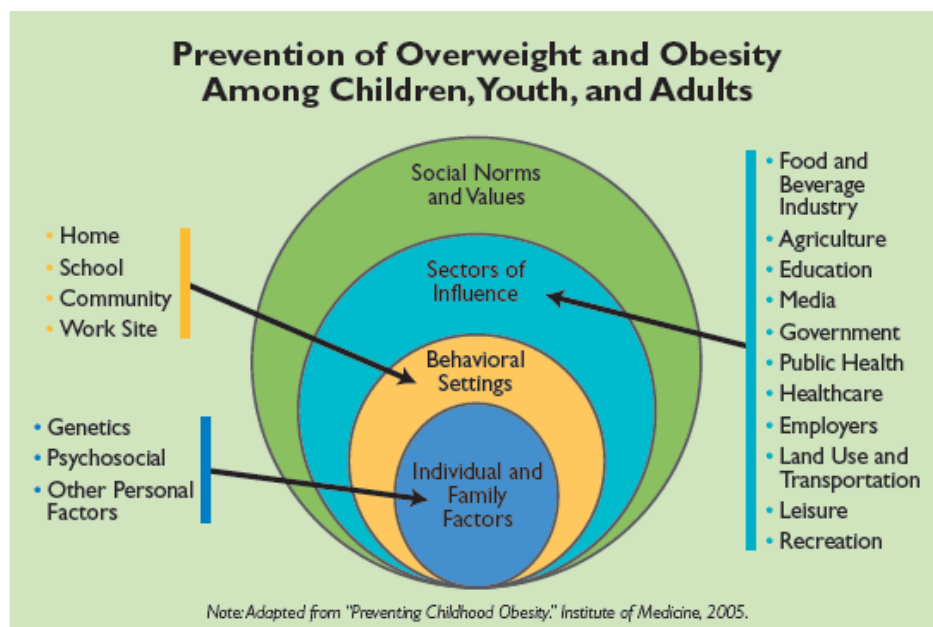 Prevention of Overweight and Obesity
Among Children, Youth, and Adults
Social Norms
and Values
Sectors of
Influence
Behavioral
Settings
Individual and
Family
Factors
• Home
• School
• Community
• Work Site
• Genetics
• Psychosocial
• Other Personal
Factors
• Food and
Beverage
Industry
• Agriculture
• Education
• Media
• Government
• Public Health
• Healthcare
• Employers
• Land Use and
Transportation
• Leisure
• Recreation
Note: Adapted from "Preventing Childhood Obesity." Institute of Medicine, 2005.